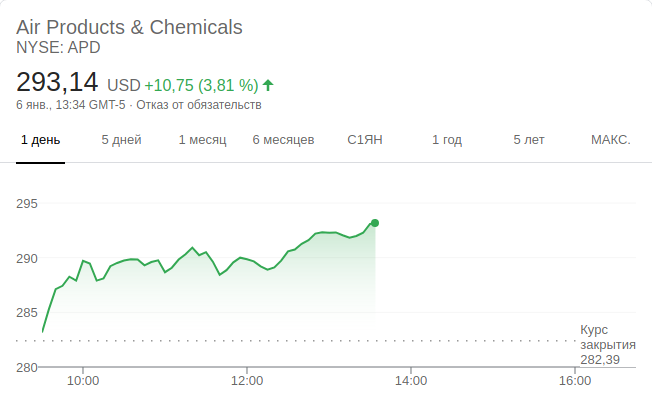 Air Products & Chemicals
NYSE: APD
293,14 USD +10,75 (3,81 %)
6 янв., 13:34 GMT-5 · Отказ от обязательств
1 день 5 дней 1 месяц 6 месяцев С1ЯН 1 год 5 лет МАКС.
295
290
285
280
Курс
закрытия
282,39
10:00 12:00 14:00 16:00